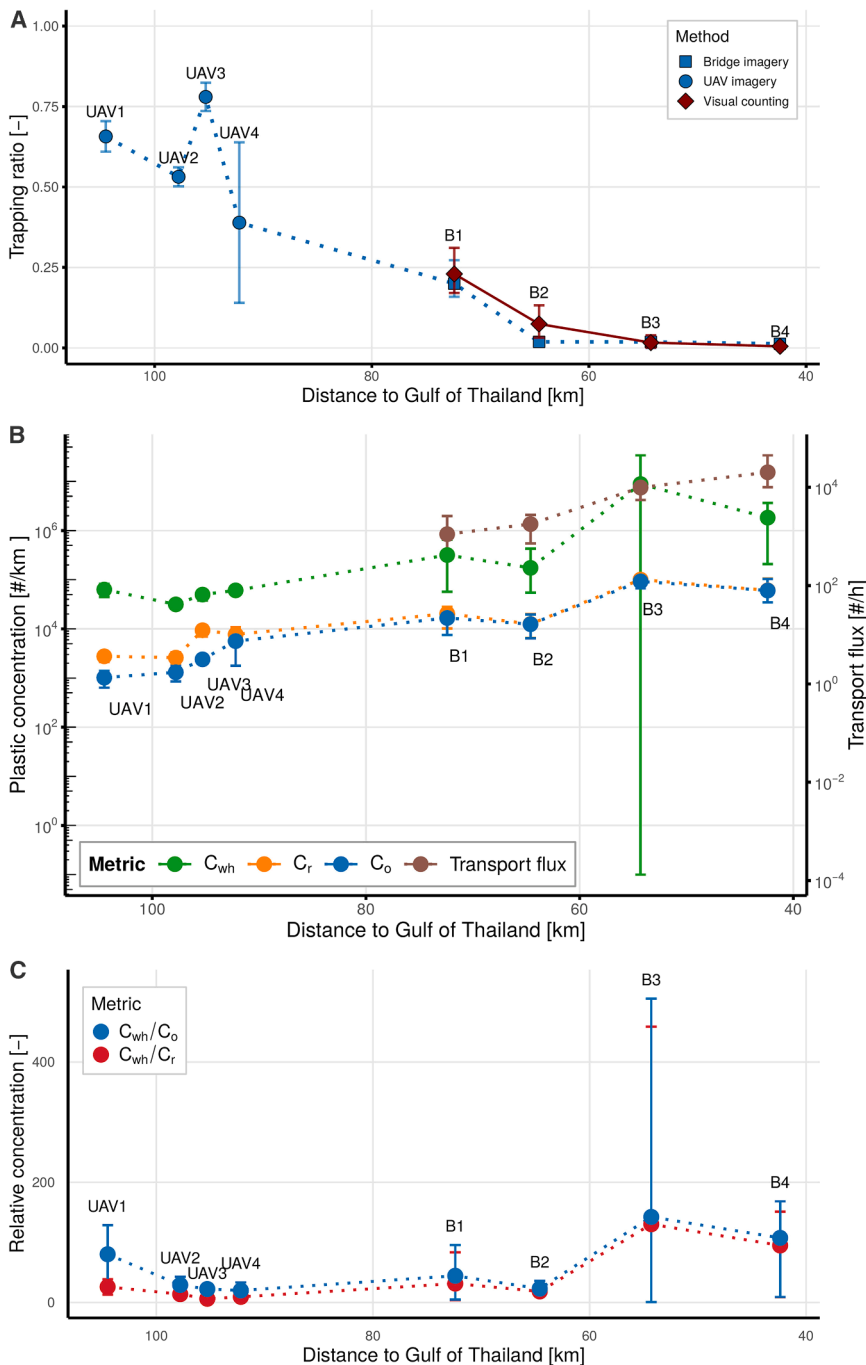 A
1.00
0.75
0.50
0.25
0.00
Trapping ratio [−]
UAV1
UAV2
UAV3
UAV4
B1
B2
B3
B4
Method
Bridge imagery
UAV imagery
Visual counting
100
80
60
40
Distance to Gulf of Thailand [km]
B
10⁶
10⁴
10²
10⁰
Plastic concentration [#/km]
10⁴
10²
10⁰
10⁻²
10⁻⁴
Transport flux [#/h]
UAV1
UAV2
UAV3
UAV4
B1
B2
B3
B4
Metric C_wh C_r C_o Transport flux
100
80
60
40
Distance to Gulf of Thailand [km]
C
400
200
0
Relative concentration [−]
Metric
C_wh/C_o
C_wh/C_r
UAV1
UAV2
UAV3
UAV4
B1
B2
B3
B4
100
80
60
40
Distance to Gulf of Thailand [km]